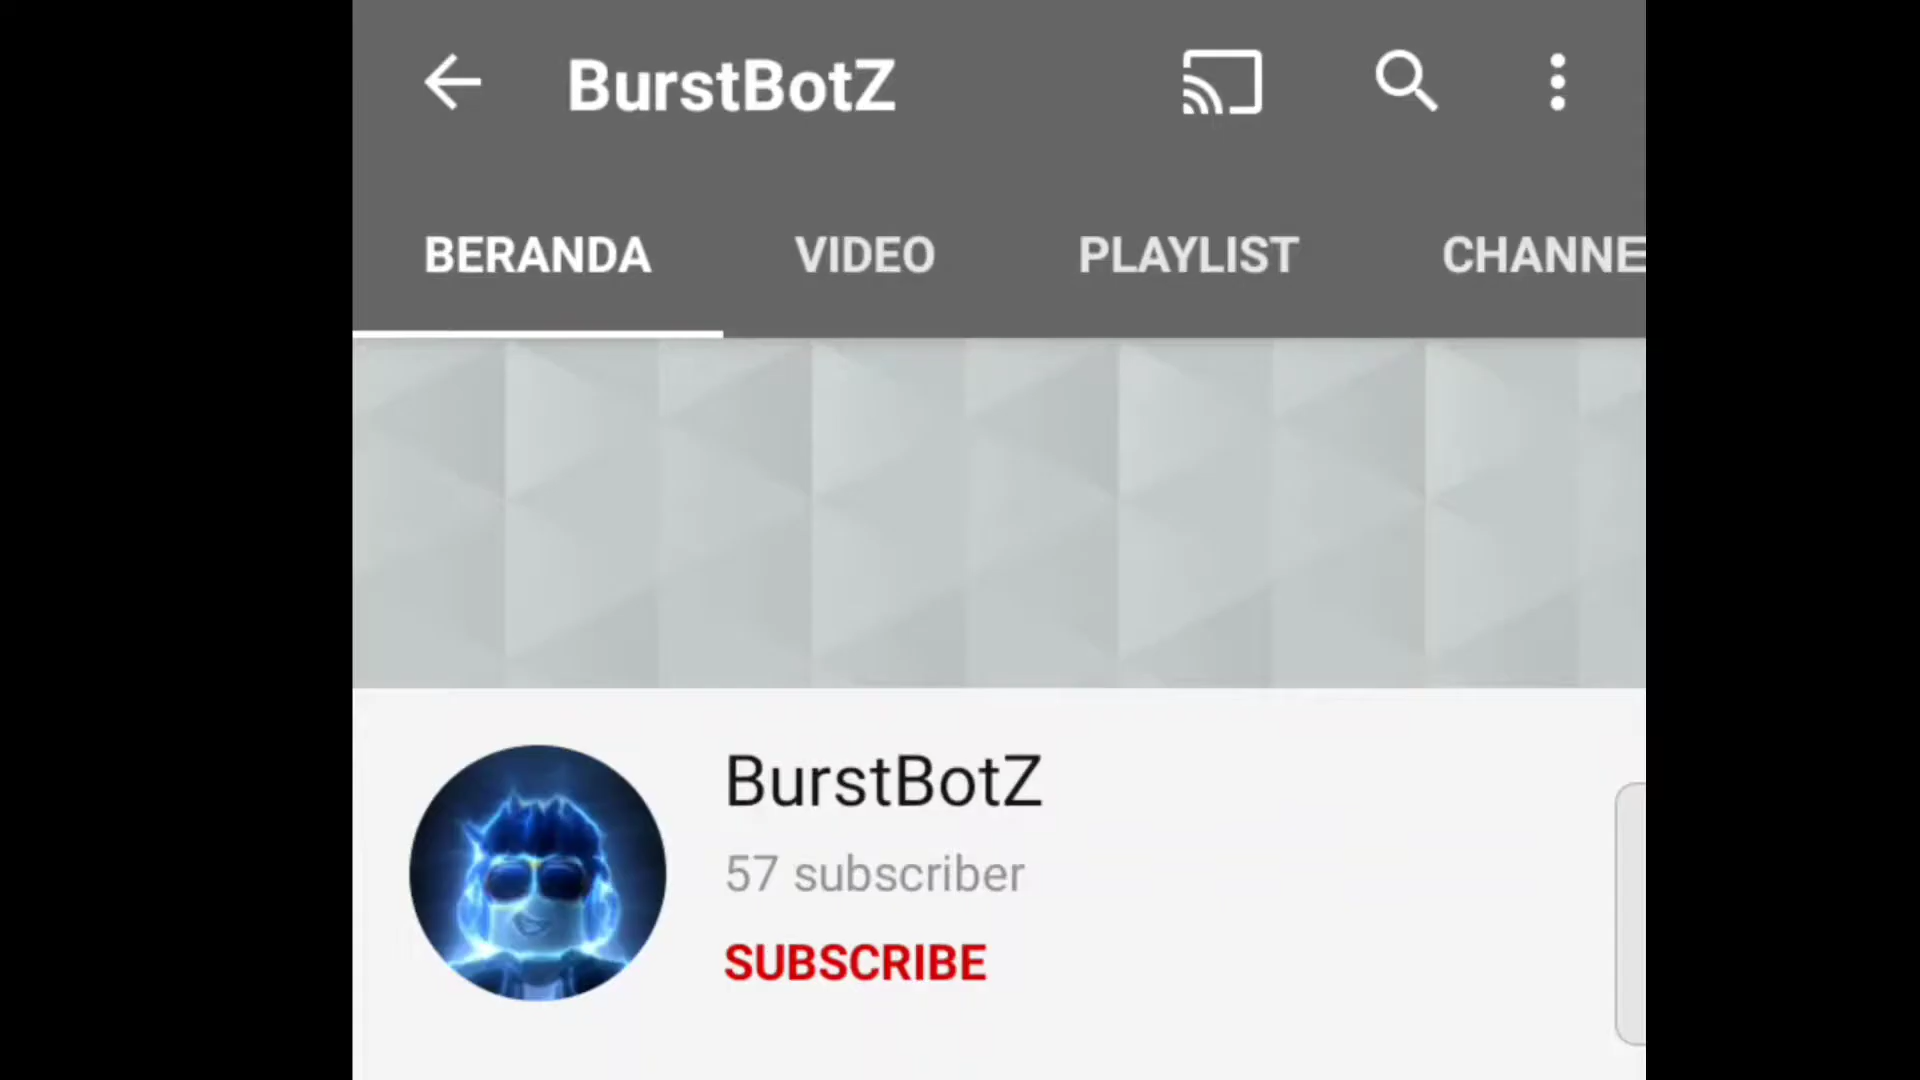 BurstBotZ
BERANDA VIDEO PLAYLIST CHANNE
BurstBotZ
57 subscriber
SUBSCRIBE